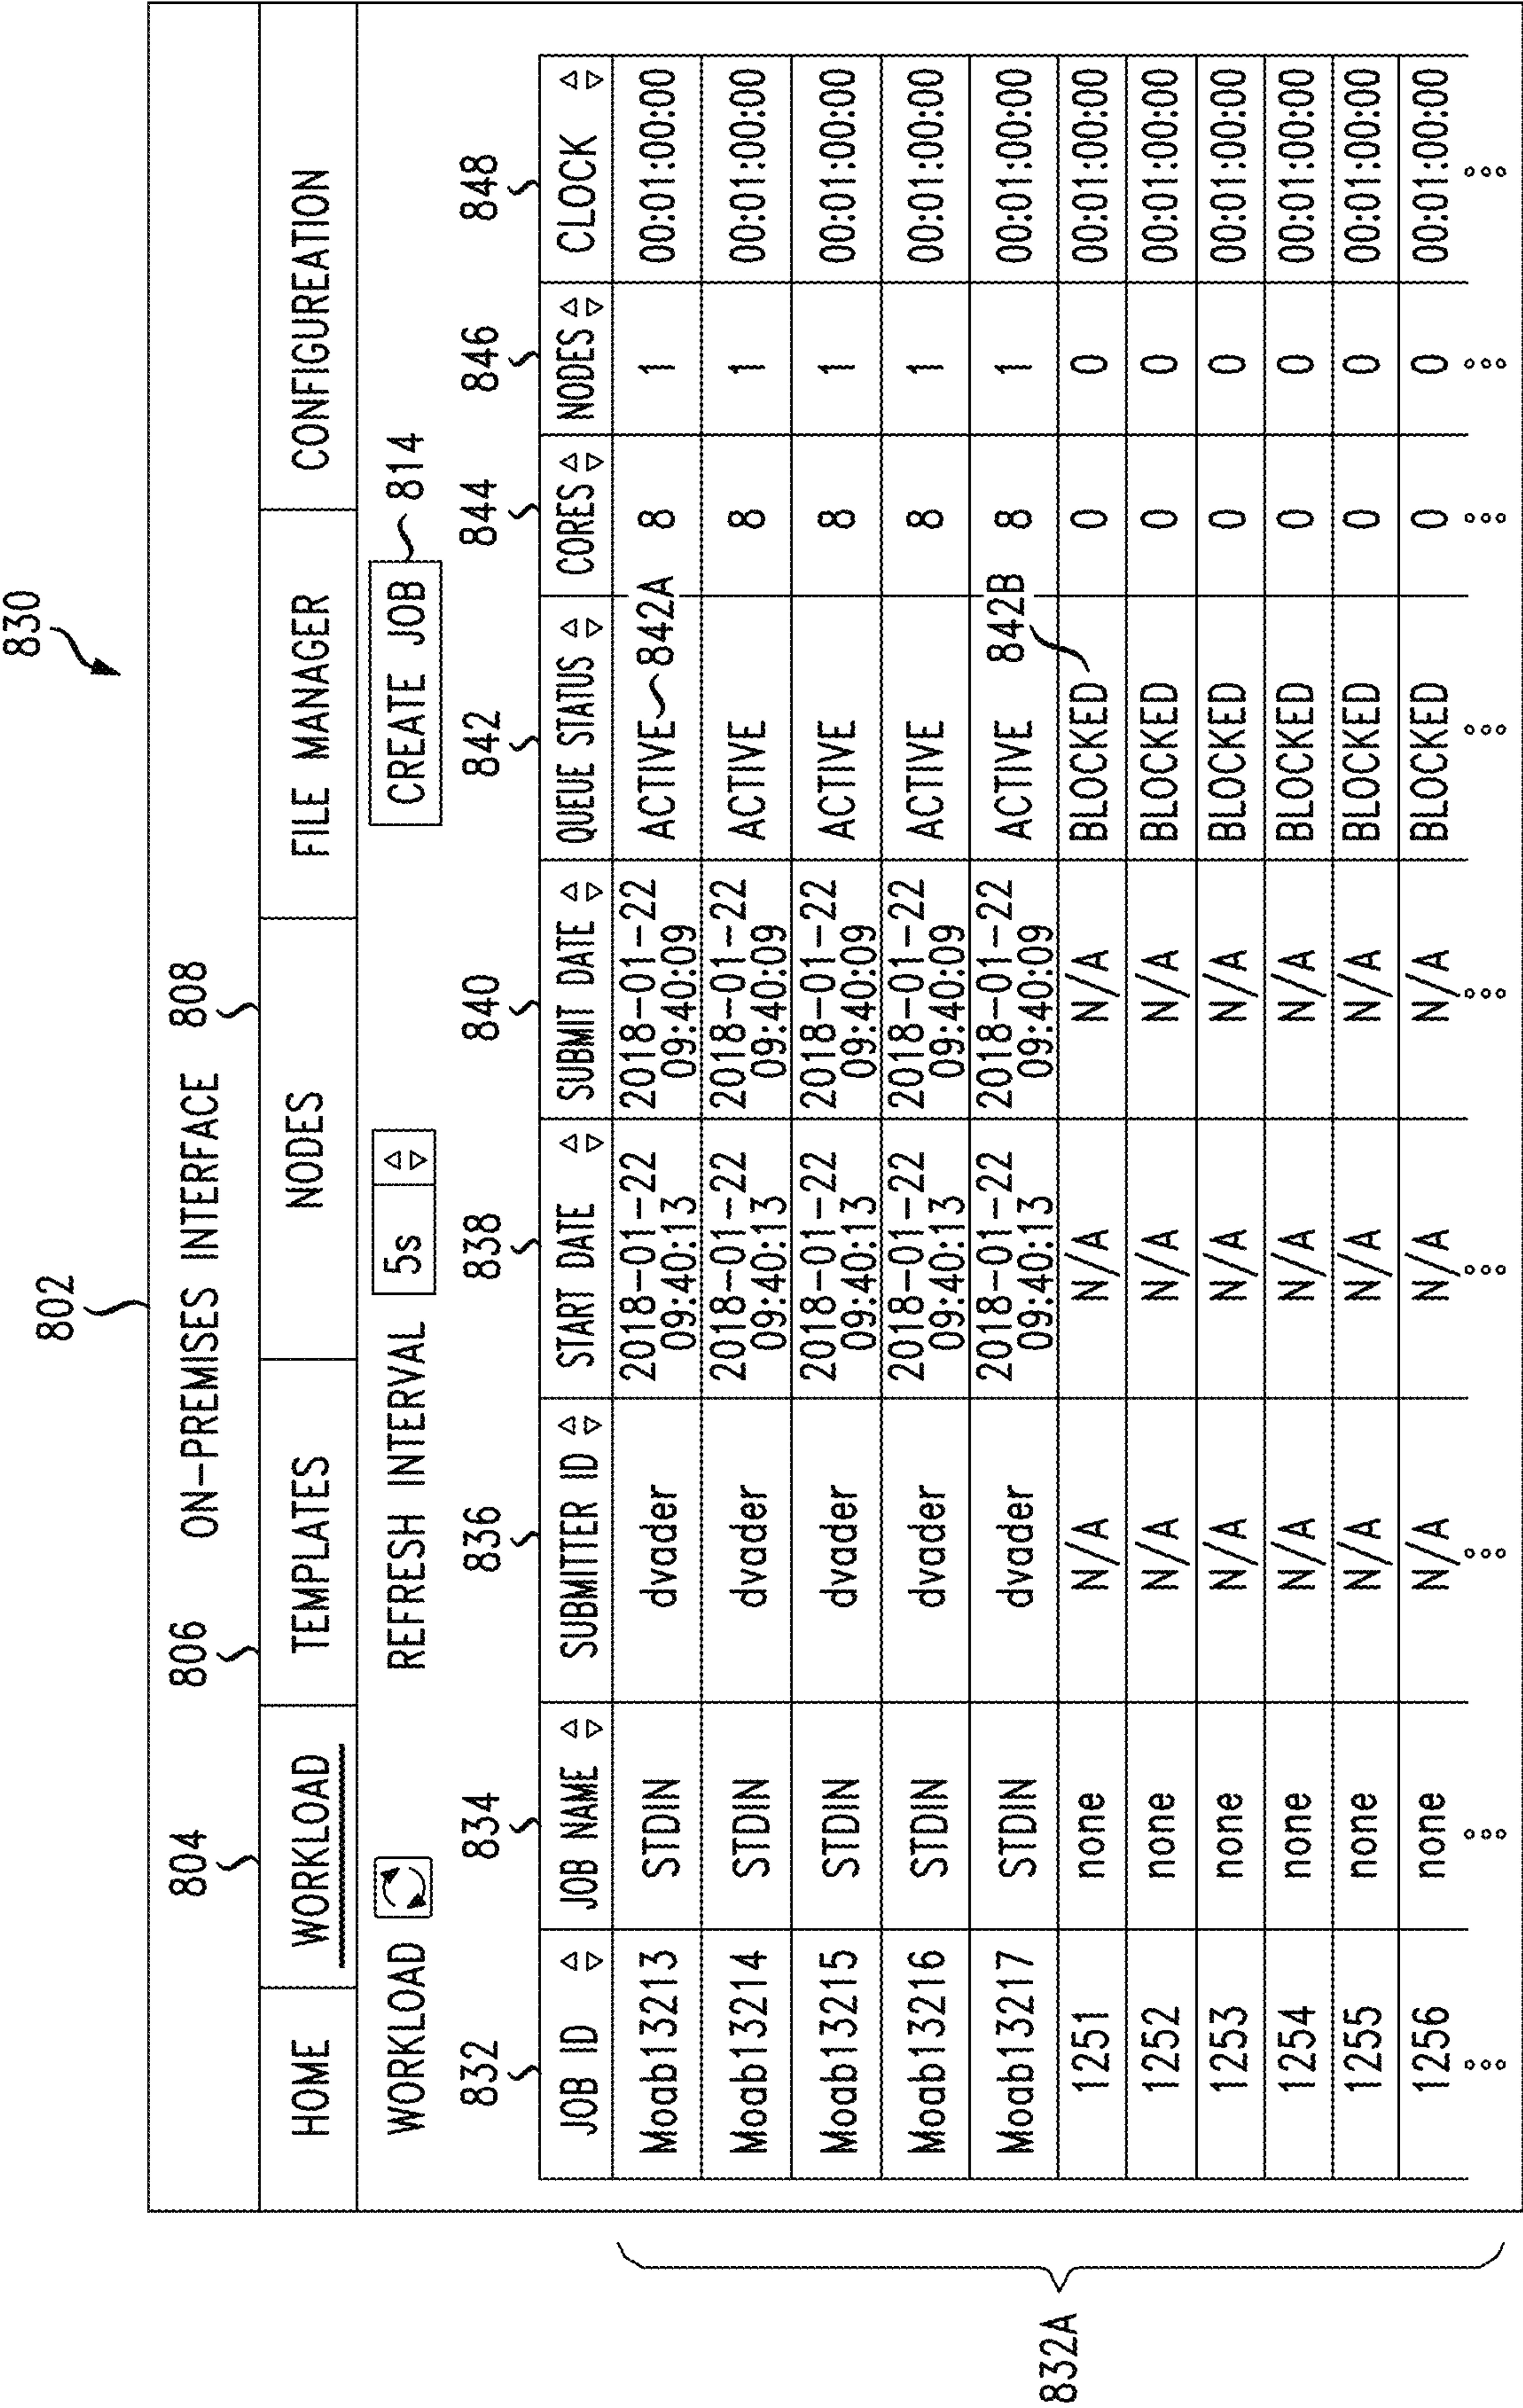 830
802
ON-PREMISES INTERFACE
804
806
808
HOME
WORKLOAD
TEMPLATES
NODES
FILE MANAGER
CONFIGUREATION
WORKLOAD
REFRESH INTERVAL
5s
CREATE JOB
814
832 834 836 838 840 842 844 846 848
JOB ID JOB NAME SUBMITTER ID START DATE SUBMIT DATE QUEUE STATUS CORES NODES CLOCK
Moab13213 STDIN dvader 2018-01-22 09:40:13 2018-01-22 09:40:09 ACTIVE 842A 8 1 00:01:00:00
Moab13214 STDIN dvader 2018-01-22 09:40:13 2018-01-22 09:40:09 ACTIVE 8 1 00:01:00:00
Moab13215 STDIN dvader 2018-01-22 09:40:13 2018-01-22 09:40:09 ACTIVE 8 1 00:01:00:00
Moab13216 STDIN dvader 2018-01-22 09:40:13 2018-01-22 09:40:09 ACTIVE 8 1 00:01:00:00
Moab13217 STDIN dvader 2018-01-22 09:40:13 2018-01-22 09:40:09 ACTIVE 842B 8 1 00:01:00:00
1251 none N/A N/A N/A BLOCKED 0 0 00:01:00:00
1252 none N/A N/A N/A BLOCKED 0 0 00:01:00:00
1253 none N/A N/A N/A BLOCKED 0 0 00:01:00:00
1254 none N/A N/A N/A BLOCKED 0 0 00:01:00:00
1255 none N/A N/A N/A BLOCKED 0 0 00:01:00:00
1256 none N/A N/A N/A BLOCKED 0 0 00:01:00:00
832A